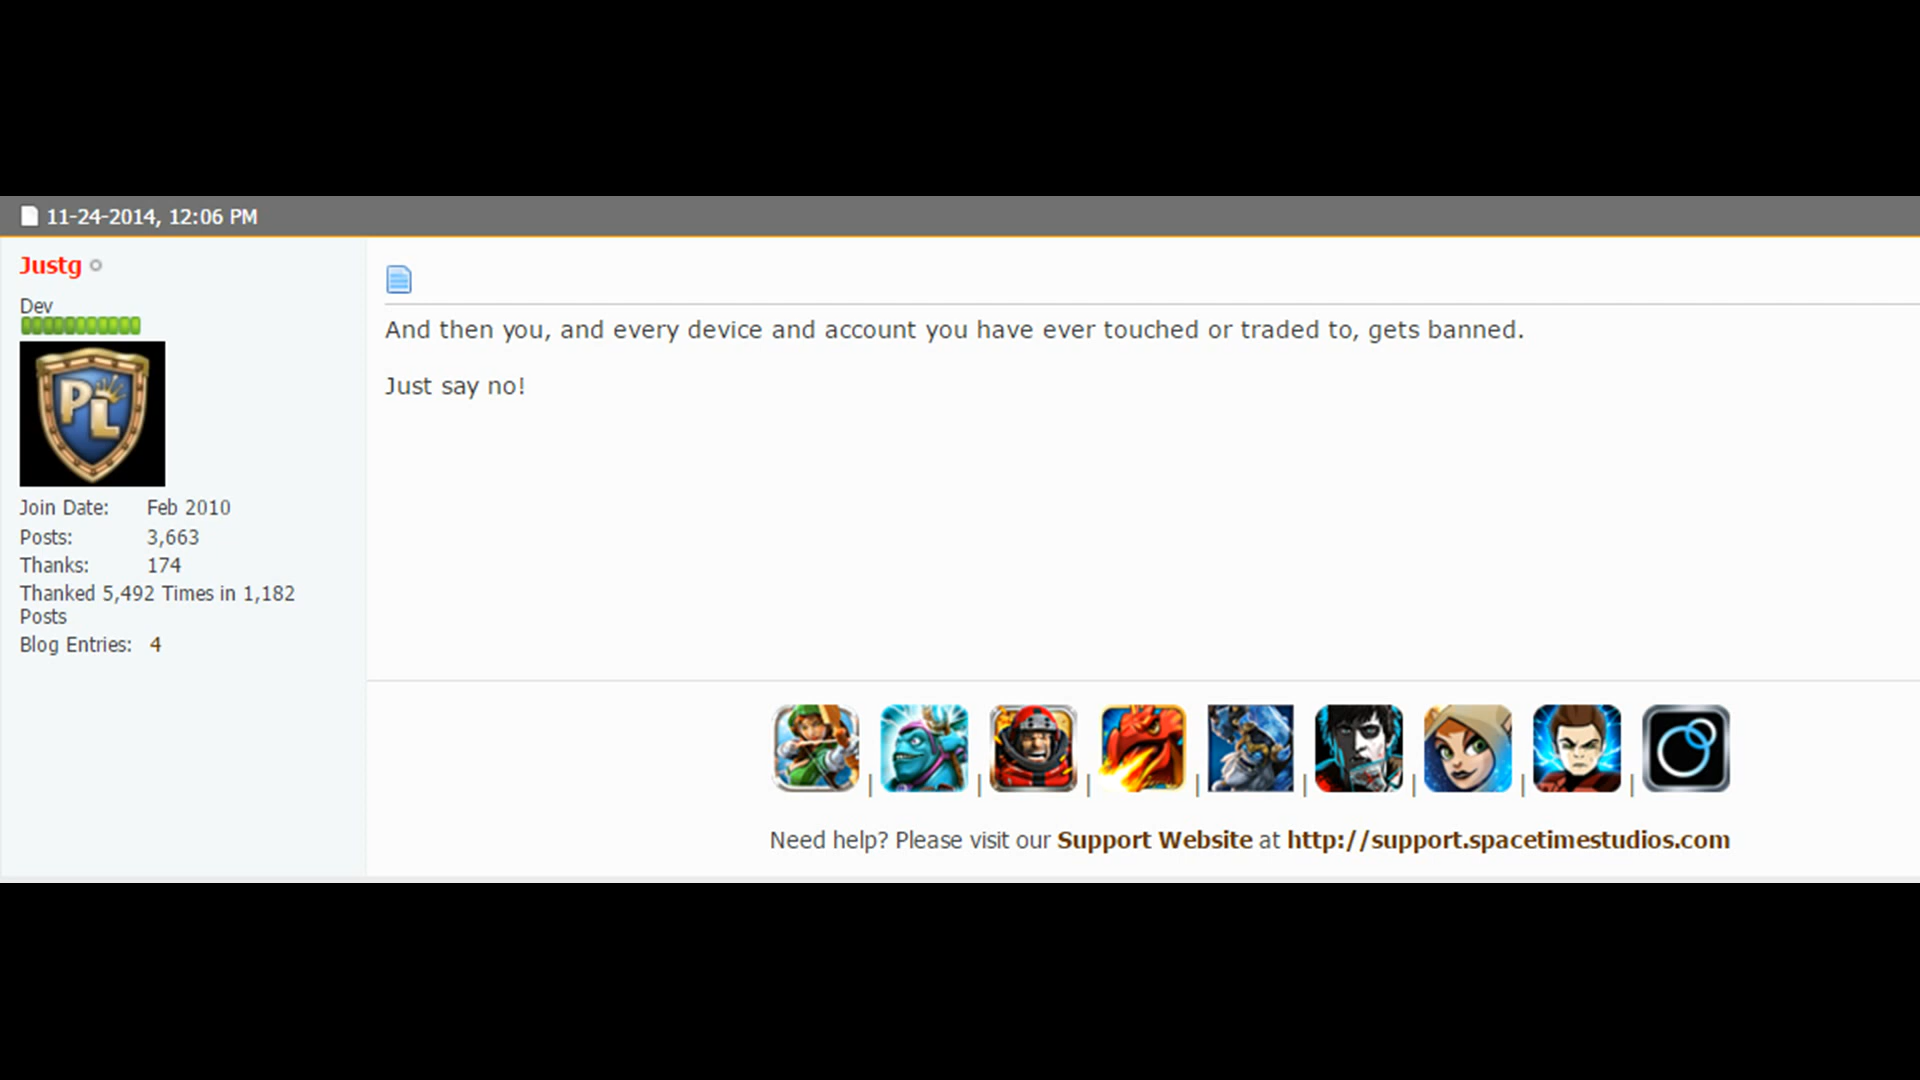 11-24-2014, 12:06 PM
Justg
Dev
PL
Join Date: Feb 2010
Posts: 3,663
Thanks: 174
Thanked 5,492 Times in 1,182
Posts
Blog Entries: 4
And then you, and every device and account you have ever touched or traded to, gets banned.
Just say no!
| | | | | | | |
Need help? Please visit our Support Website at http://support.spacetimestudios.com